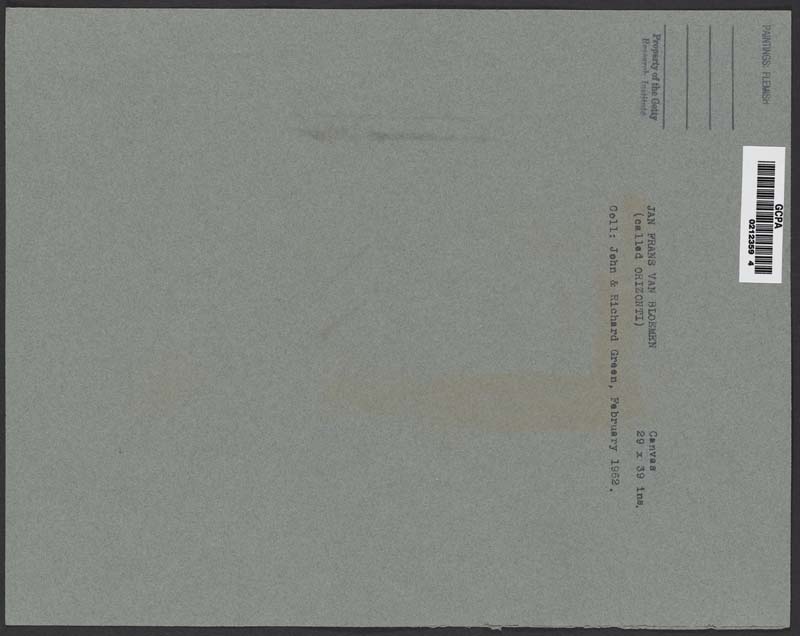 PAINTINGS: FLEMISH
Property of the Getty
Research Institute
GCPA
0212359 4
JAN FRANS VAN BLOEMEN
(called ORIZONTI)
Canvas
29 x 39 ins.
Coll: John & Richard Green, February 1962.